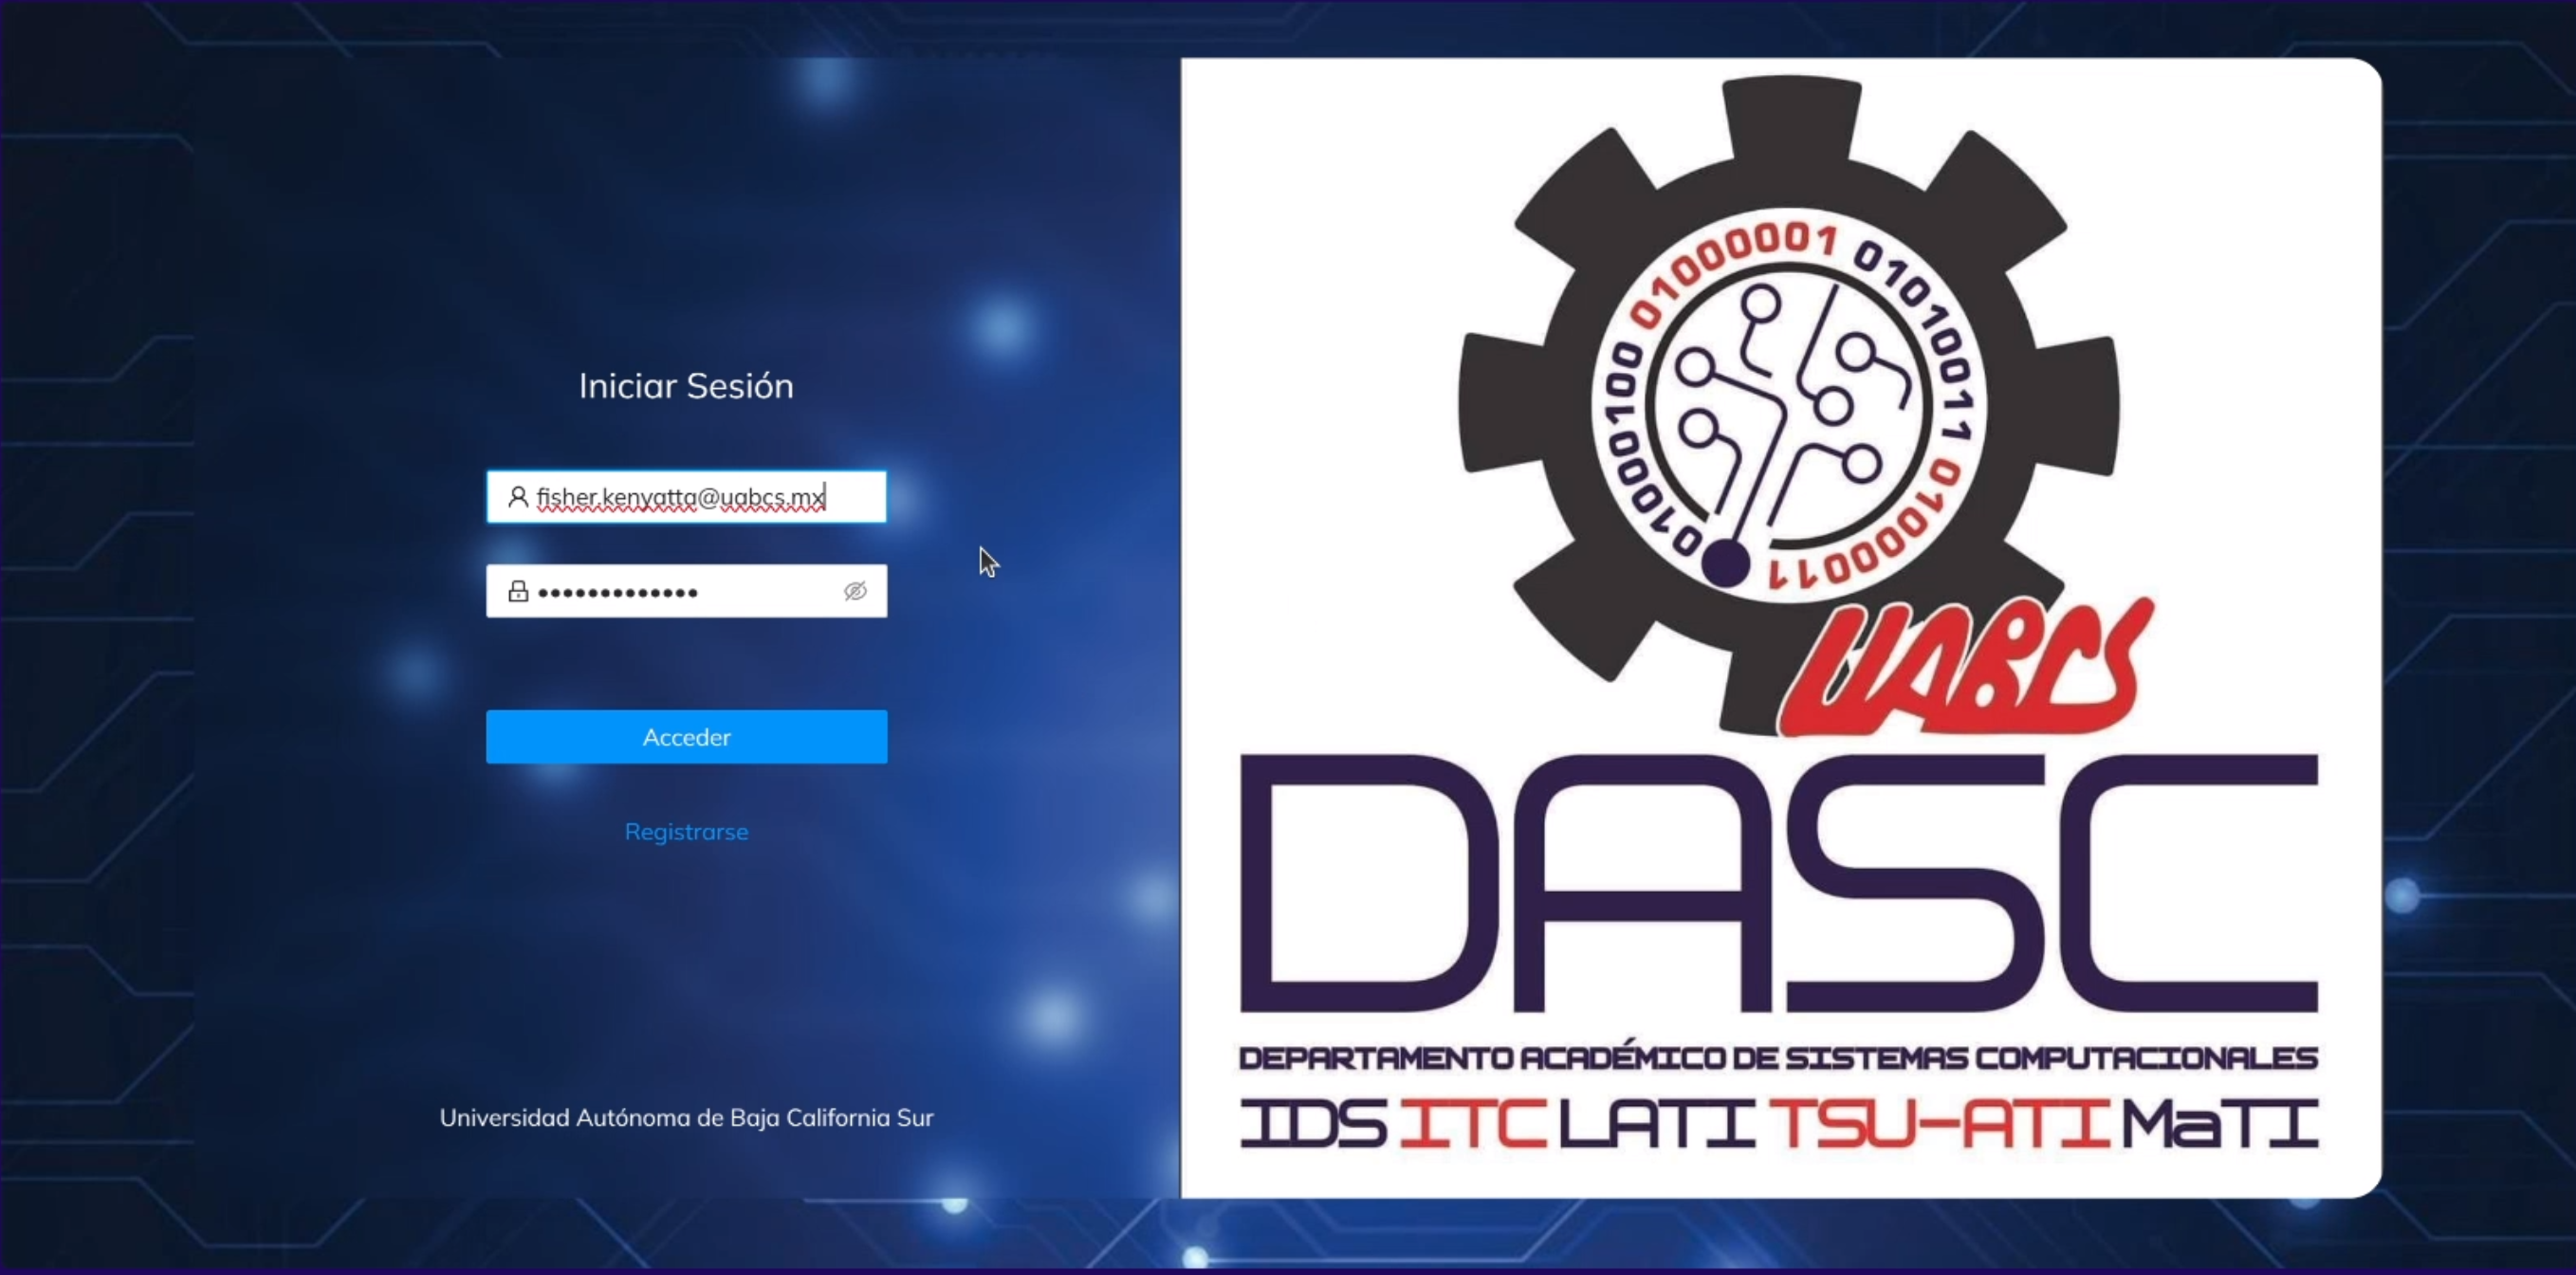 Iniciar Sesión
fisher.kenyatta@uabcs.mx
•••••••••••••
Acceder
Registrarse
Universidad Autónoma de Baja California Sur
01000100 01000001 01010011 01000011
UABCS
DASC
DEPARTAMENTO ACADÉMICO DE SISTEMAS COMPUTACIONALES
IDS ITC LATI TSU-ATI MaTI